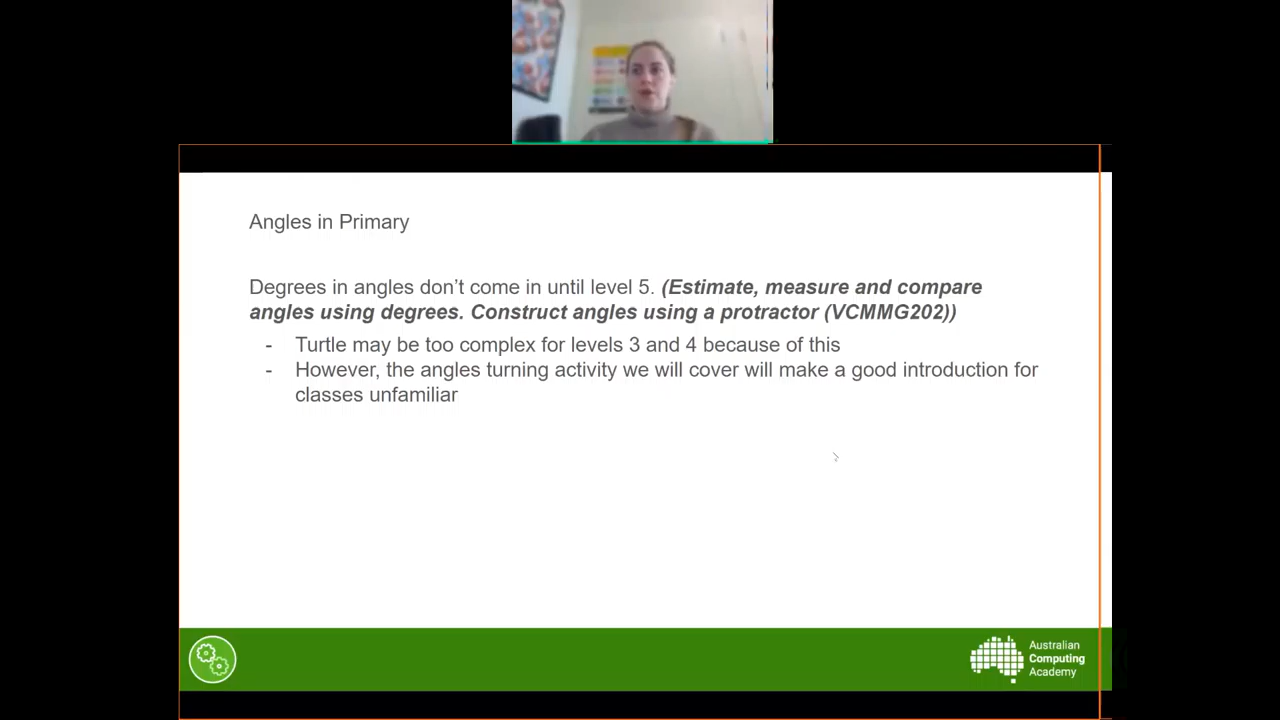 Angles in Primary
Degrees in angles don't come in until level 5. (Estimate, measure and compare
angles using degrees. Construct angles using a protractor (VCMMG202))
- Turtle may be too complex for levels 3 and 4 because of this
- However, the angles turning activity we will cover will make a good introduction for
classes unfamiliar
Australian
Computing
Academy